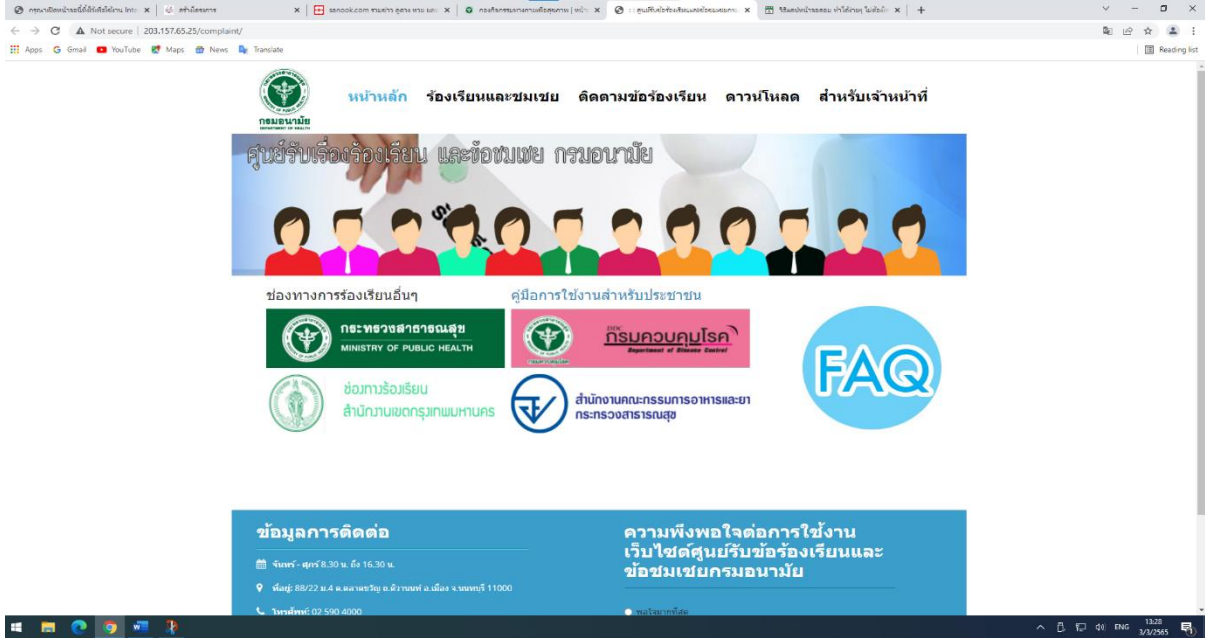 sanook.com รวมข่าว ดูดวง หวย
Not secure 203.157.65.25/complaint/
Apps Gmail YouTube Maps News Translate Reading list
กรมอนามัย
DEPARTMENT OF HEALTH
หน้าหลัก ร้องเรียนและชมเชย ติดตามข้อร้องเรียน ดาวน์โหลด สำหรับเจ้าหน้าที่
ศูนย์รับเรื่องร้องเรียน และข้อชมเชย กรมอนามัย
ช่องทางการร้องเรียนอื่นๆ คู่มือการใช้งานสำหรับประชาชน
กระทรวงสาธารณสุข
MINISTRY OF PUBLIC HEALTH
DDC
กรมควบคุมโรค
Department of Disease Control
FAQ
ช่องทางร้องเรียน
สำนักงานเขตกรุงเทพมหานคร
สำนักงานคณะกรรมการอาหารและยา
กระทรวงสาธารณสุข
ข้อมูลการติดต่อ
จันทร์ - ศุกร์ 8.30 น. ถึง 16.30 น.
ที่อยู่: 88/22 ม.4 ต.ตลาดขวัญ ถ.ติวานนท์ อ.เมือง จ.นนทบุรี 11000
โทรศัพท์: 02 590 4000
ความพึงพอใจต่อการใช้งาน
เว็บไซต์ศูนย์รับข้อร้องเรียนและ
ข้อชมเชยกรมอนามัย
พอใจมากที่สุด
ENG
13:28
3/3/2565